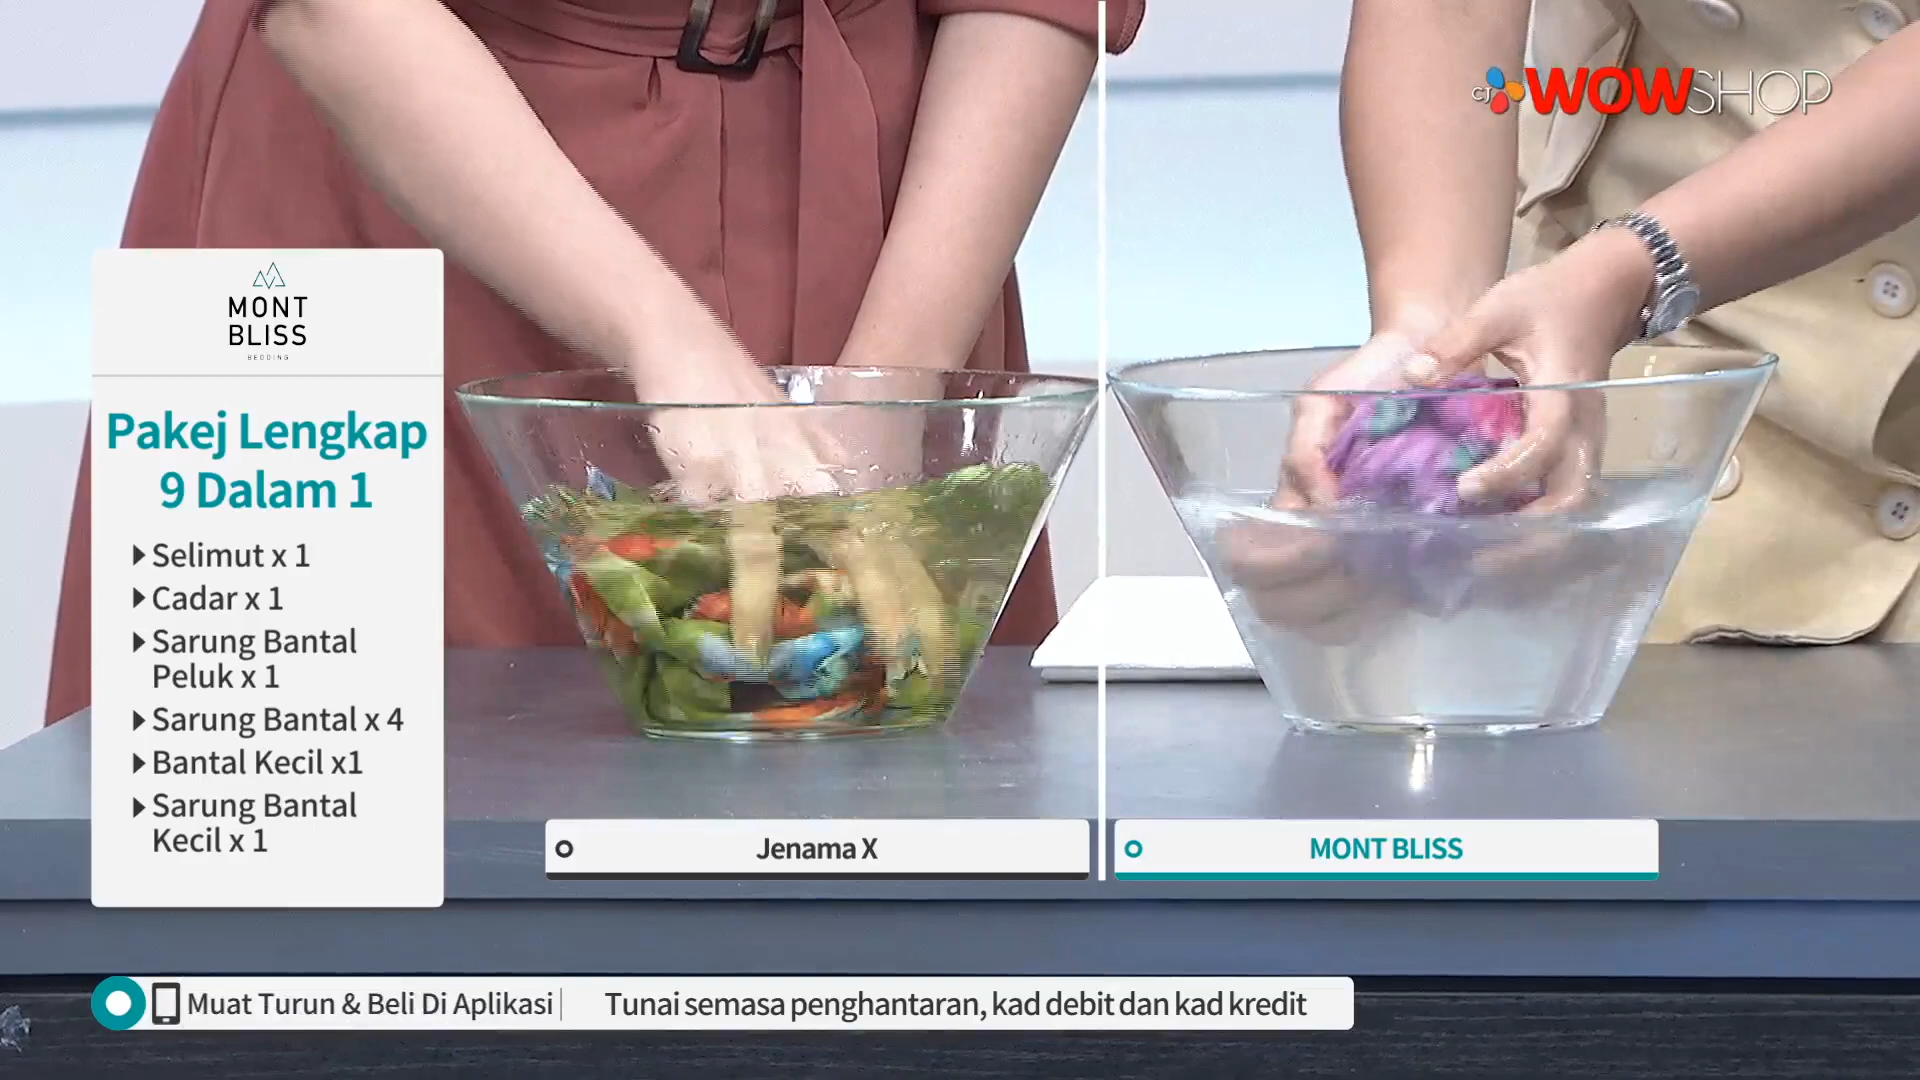 CJ WOWSHOP
MONT
BLISS
BEDDING
Pakej Lengkap
9 Dalam 1
Selimut x 1
Cadar x 1
Sarung Bantal
Peluk x 1
Sarung Bantal x 4
Bantal Kecil x1
Sarung Bantal
Kecil x 1
Jenama X
MONT BLISS
Muat Turun & Beli Di Aplikasi
Tunai semasa penghantaran, kad debit dan kad kredit